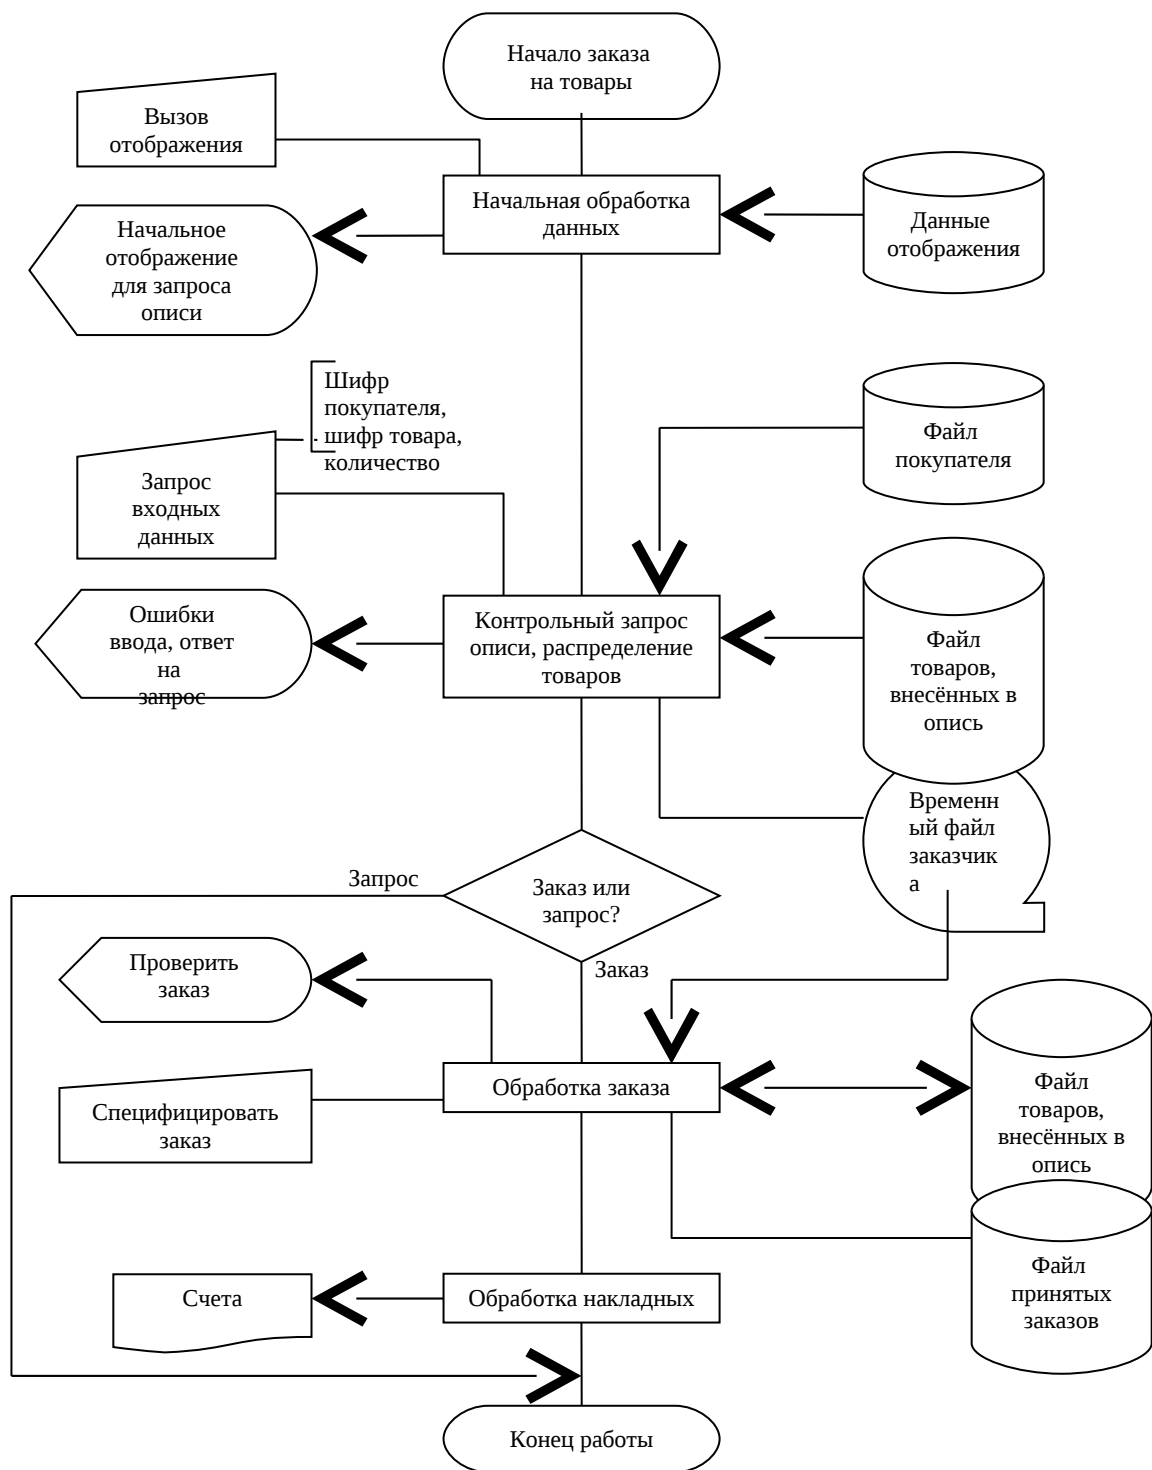 Начало заказа
на товары
Вызов
отображения
Начальная обработка
данных
Данные
отображения
Начальное
отображение
для запроса
описи
Шифр
покупателя,
шифр товара,
количество
Файл
покупателя
Запрос
входных
данных
Ошибки
ввода, ответ
на
запрос
Контрольный запрос
описи, распределение
товаров
Файл
товаров,
внесённых в
опись
Временн
ый файл
заказчик
а
Запрос
Заказ или
запрос?
Заказ
Проверить
заказ
Обработка заказа
Файл
товаров,
внесённых в
опись
Специфицировать
заказ
Файл
принятых
заказов
Счета
Обработка накладных
Конец работы